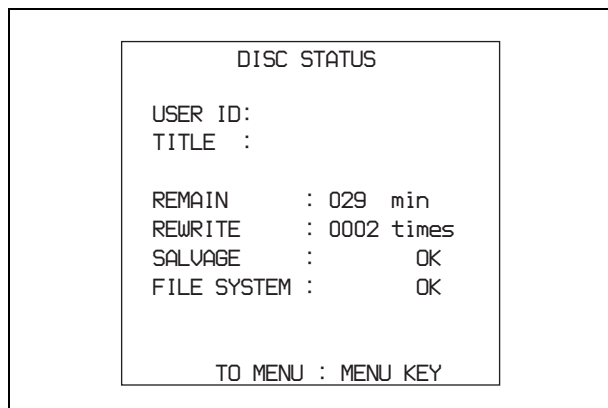 DISC STATUS
USER ID:
TITLE :
REMAIN : 029 min
REWRITE : 0002 times
SALVAGE : OK
FILE SYSTEM : OK
TO MENU : MENU KEY